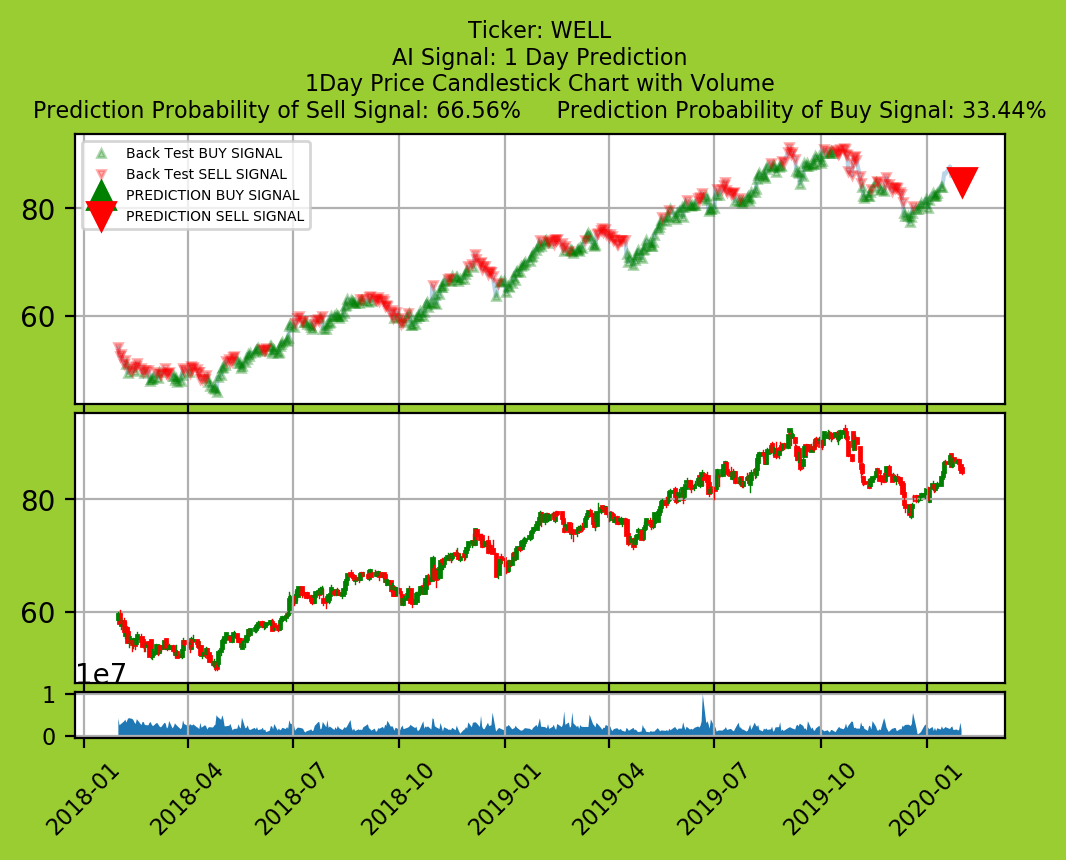 Ticker: WELL
AI Signal: 1 Day Prediction
1Day Price Candlestick Chart with Volume
Prediction Probability of Sell Signal: 66.56%     Prediction Probability of Buy Signal: 33.44%
Back Test BUY SIGNAL
Back Test SELL SIGNAL
PREDICTION BUY SIGNAL
PREDICTION SELL SIGNAL
80
60
80
60
1e7
1
0
2018-01 2018-04 2018-07 2018-10 2019-01 2019-04 2019-07 2019-10 2020-01